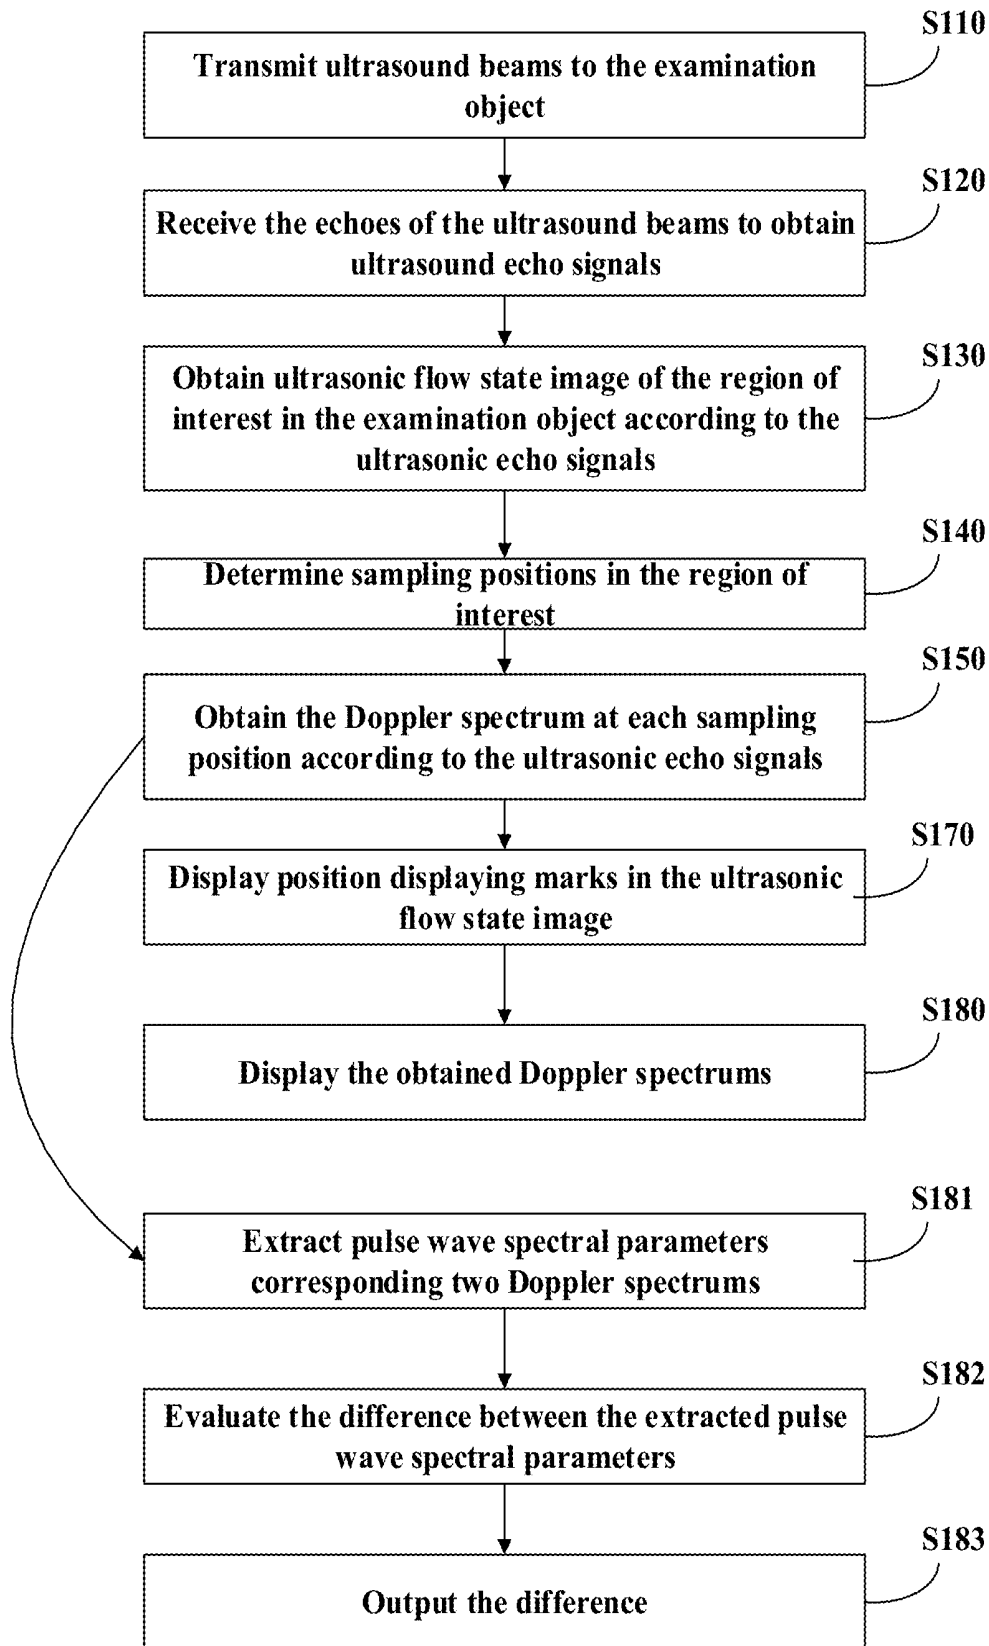 S110
Transmit ultrasound beams to the examination
object
S120
Receive the echoes of the ultrasound beams to obtain
ultrasound echo signals
S130
Obtain ultrasonic flow state image of the region of
interest in the examination object according to the
ultrasonic echo signals
S140
Determine sampling positions in the region of
interest
S150
Obtain the Doppler spectrum at each sampling
position according to the ultrasonic echo signals
S170
Display position displaying marks in the ultrasonic
flow state image
S180
Display the obtained Doppler spectrums
S181
Extract pulse wave spectral parameters
corresponding two Doppler spectrums
S182
Evaluate the difference between the extracted pulse
wave spectral parameters
S183
Output the difference